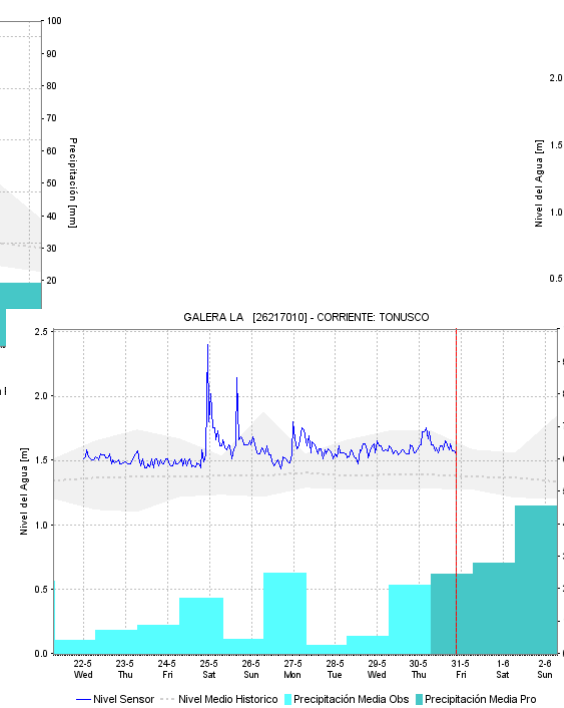 100
90
80
70
60
50
40
30
20
Precipitación [mm]
2.0
1.5
1.0
0.5
Nivel del Agua [m]
GALERA LA [26217010] - CORRIENTE: TONUSCO
2.5
2.0
1.5
1.0
0.5
0.0
Nivel del Agua [m]
22-5 23-5 24-5 25-5 26-5 27-5 28-5 29-5 30-5 31-5 1-6 2-6
Wed Thu Fri Sat Sun Mon Tue Wed Thu Fri Sat Sun
Nivel Sensor Nivel Medio Historico Precipitación Media Obs Precipitación Media Pro